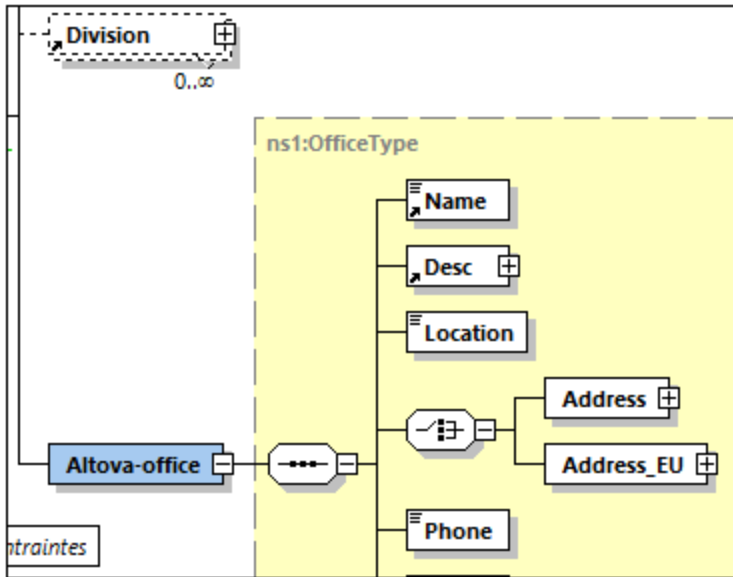 Division
0..∞
ns1:OfficeType
Name
Desc
Location
Address
Altova-office
Address_EU
Phone
ntraintes